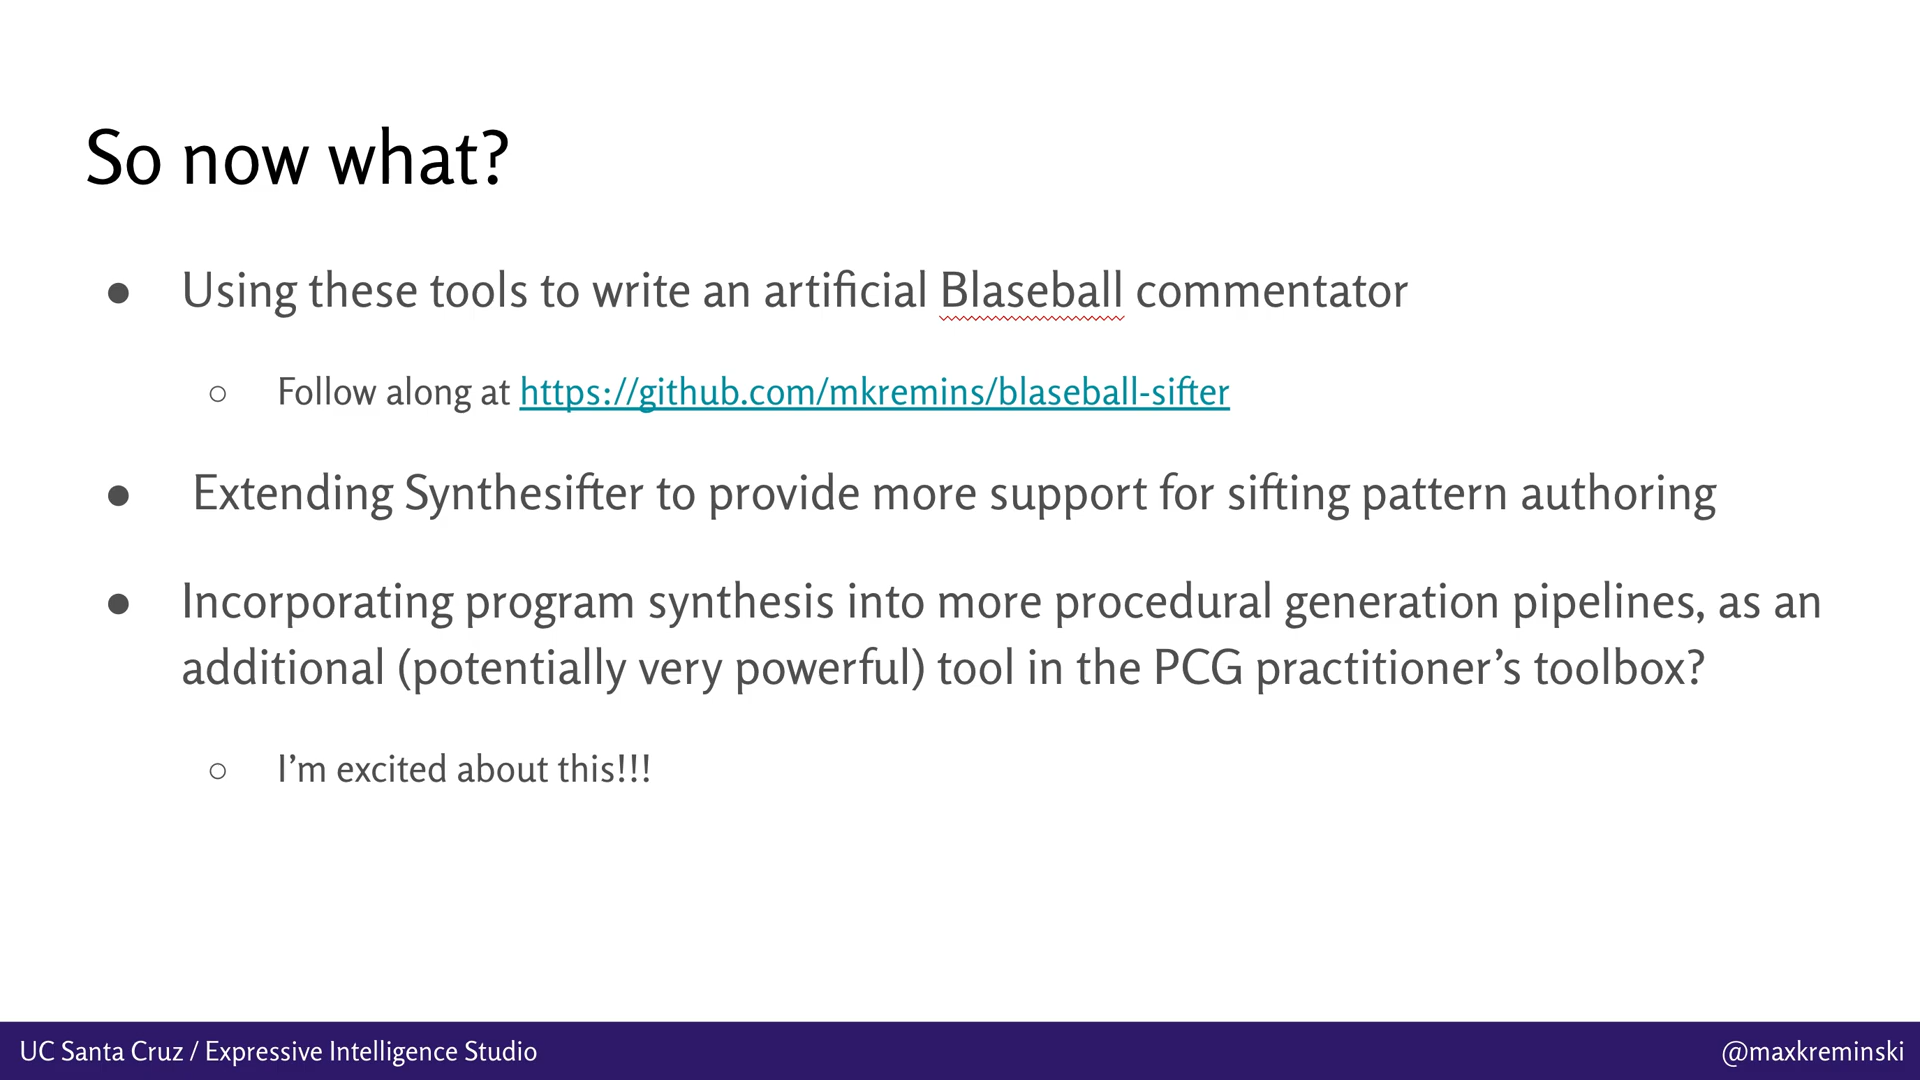 So now what?
● Using these tools to write an artificial Blaseball commentator
○ Follow along at https://github.com/mkremins/blaseball-sifter
● Extending Synthesifter to provide more support for sifting pattern authoring
● Incorporating program synthesis into more procedural generation pipelines, as an
additional (potentially very powerful) tool in the PCG practitioner’s toolbox?
○ I’m excited about this!!!
UC Santa Cruz / Expressive Intelligence Studio
@maxkreminski